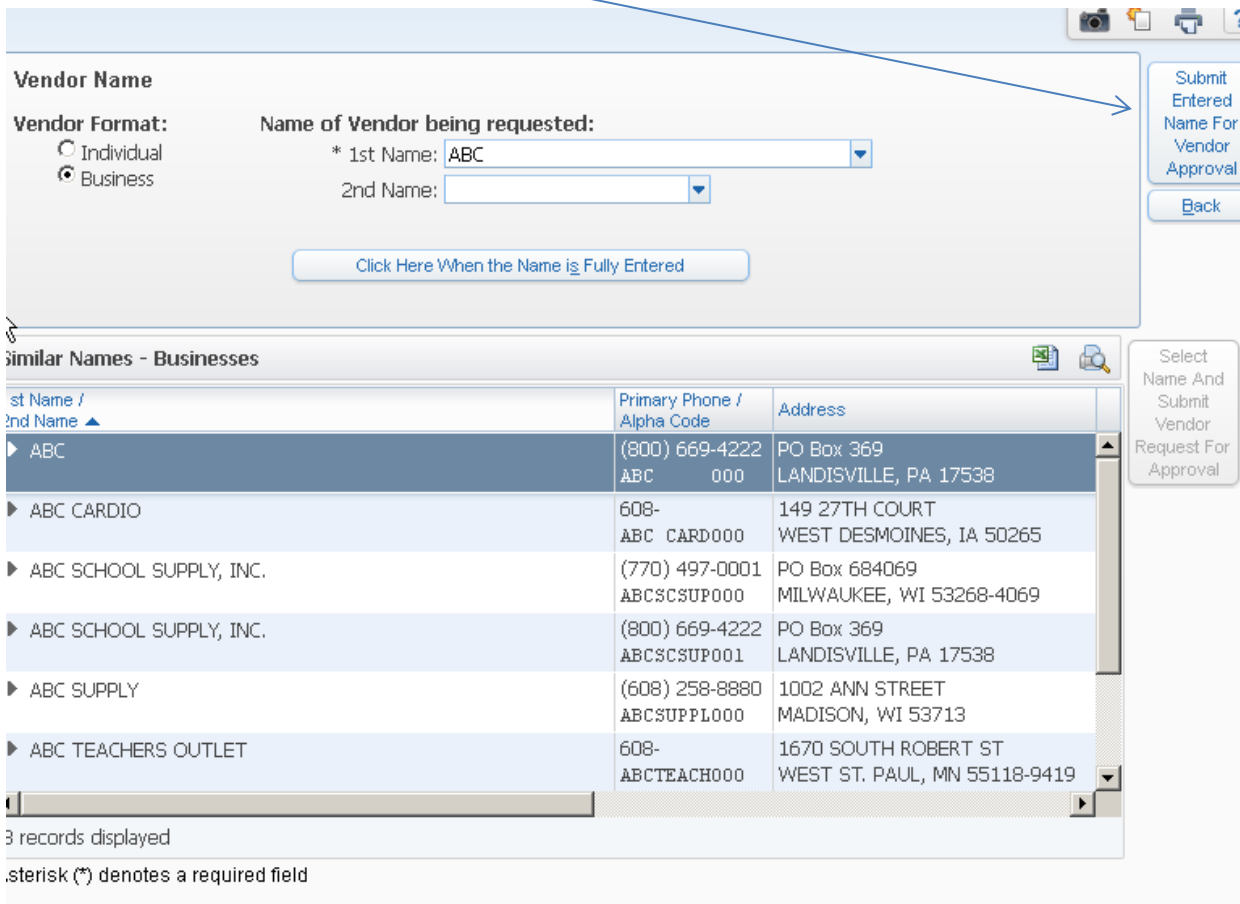 Vendor Name
Vendor Format:
Individual
Business
Name of Vendor being requested:
* 1st Name: ABC
2nd Name:
Click Here When the Name is Fully Entered
Submit
Entered
Name For
Vendor
Approval
Back
Similar Names - Businesses
Select
Name And
Submit
Vendor
Request For
Approval
st Name /
2nd Name
Primary Phone /
Alpha Code
Address
ABC (800) 669-4222 PO Box 369
ABC 000 LANDISVILLE, PA 17538
ABC CARDIO 608- 149 27TH COURT
ABC CARD000 WEST DESMOINES, IA 50265
ABC SCHOOL SUPPLY, INC. (770) 497-0001 PO Box 684069
ABCSCSUP000 MILWAUKEE, WI 53268-4069
ABC SCHOOL SUPPLY, INC. (800) 669-4222 PO Box 369
ABCSCSUP001 LANDISVILLE, PA 17538
ABC SUPPLY (608) 258-8880 1002 ANN STREET
ABCSUPPL000 MADISON, WI 53713
ABC TEACHERS OUTLET 608- 1670 SOUTH ROBERT ST
ABCTEACH000 WEST ST. PAUL, MN 55118-9419
records displayed
sterisk (*) denotes a required field